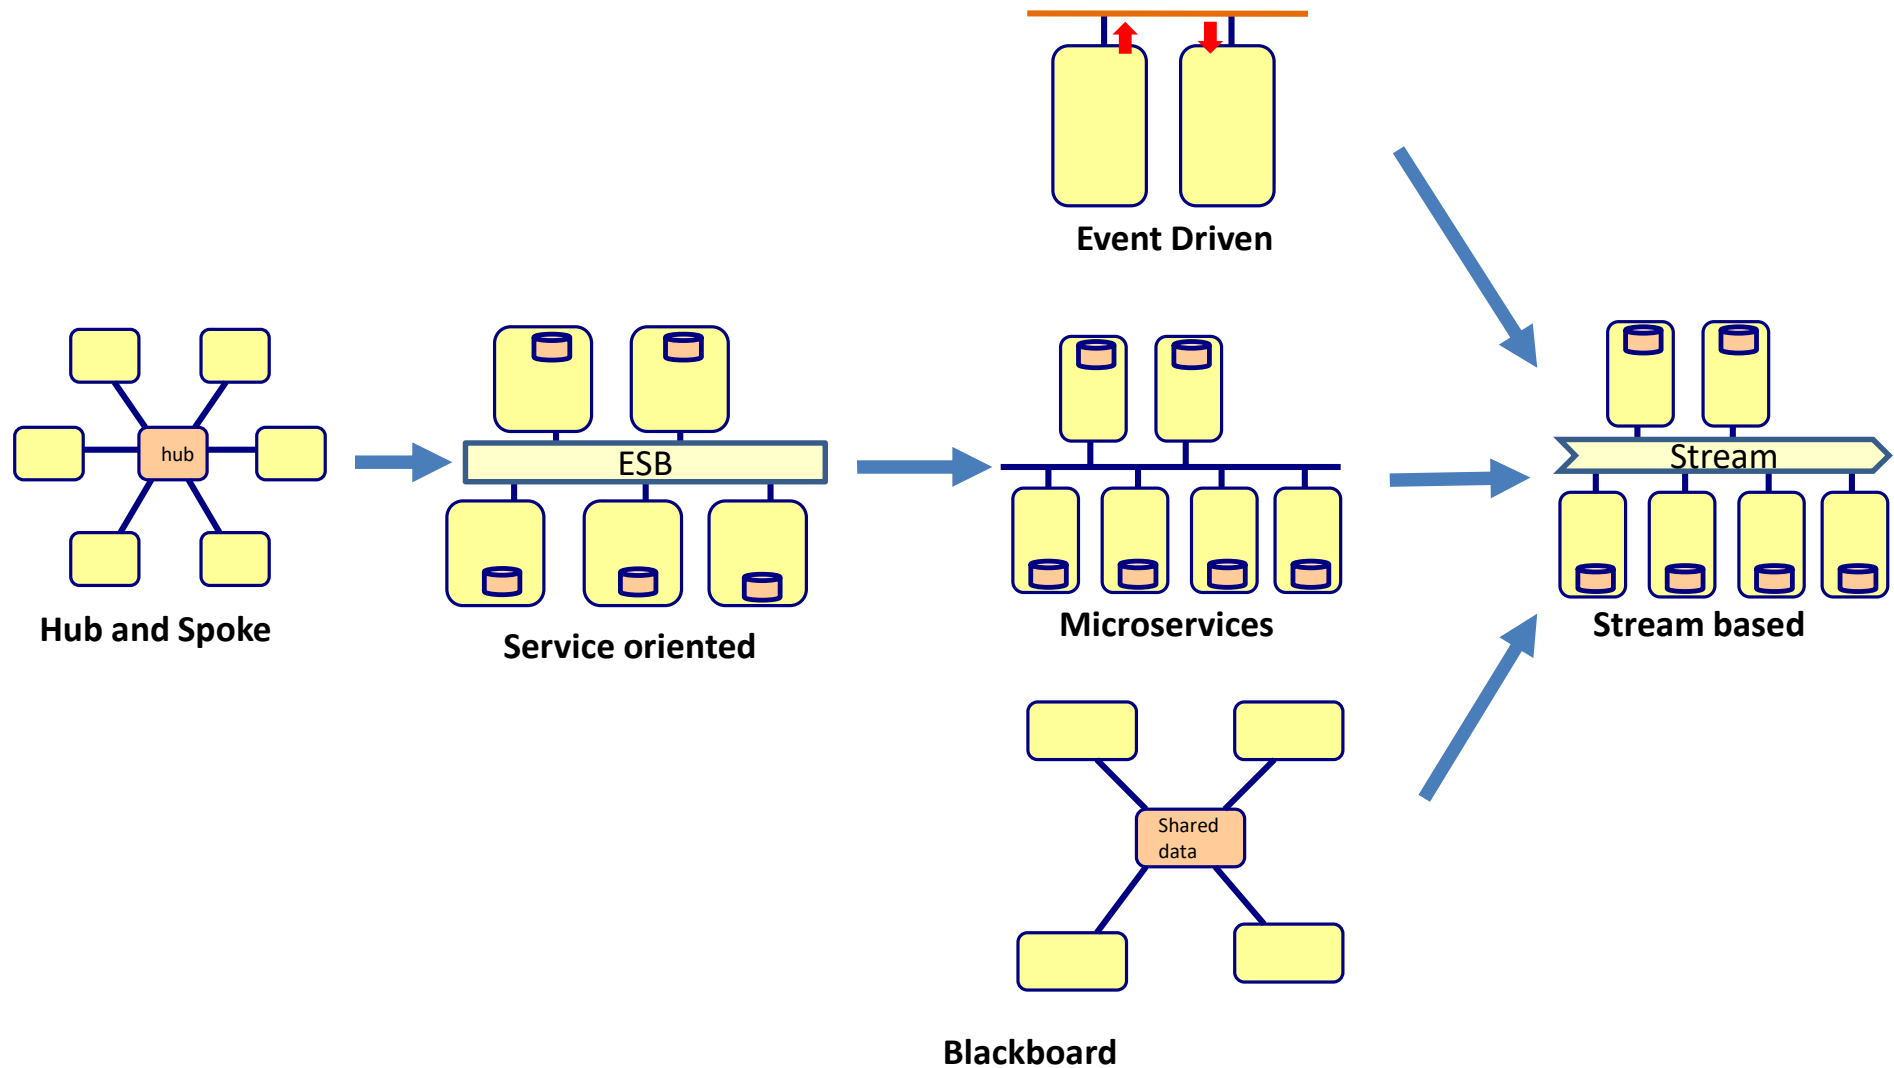 Event Driven
hub
Hub and Spoke
ESB
Service oriented
Microservices
Stream
Stream based
Shared
data
Blackboard